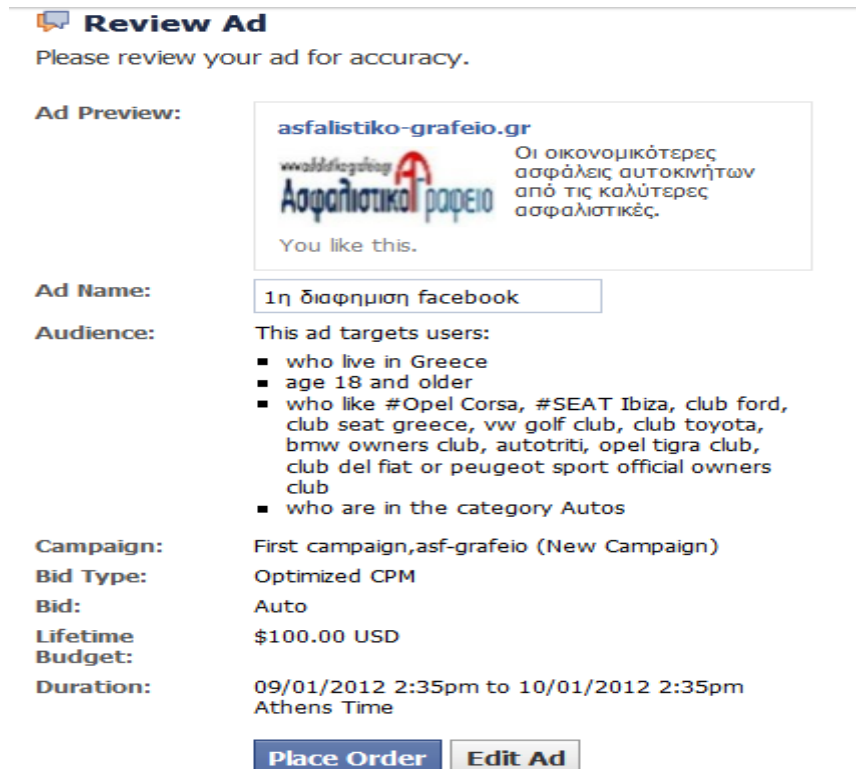 Review Ad
Please review your ad for accuracy.
Ad Preview:
asfalistiko-grafeio.gr
Ασφαλιστικο Γραφειο
Οι οικονομικότερες
ασφάλεις αυτοκινήτων
από τις καλύτερες
ασφαλιστικές.
You like this.
Ad Name:
1η διαφημιση facebook
Audience:
This ad targets users:
who live in Greece
age 18 and older
who like #Opel Corsa, #SEAT Ibiza, club ford,
club seat greece, vw golf club, club toyota,
bmw owners club, autotriti, opel tigra club,
club del fiat or peugeot sport official owners
club
who are in the category Autos
Campaign:
First campaign,asf-grafeio (New Campaign)
Bid Type:
Optimized CPM
Bid:
Auto
Lifetime
Budget:
$100.00 USD
Duration:
09/01/2012 2:35pm to 10/01/2012 2:35pm
Athens Time
Place Order
Edit Ad